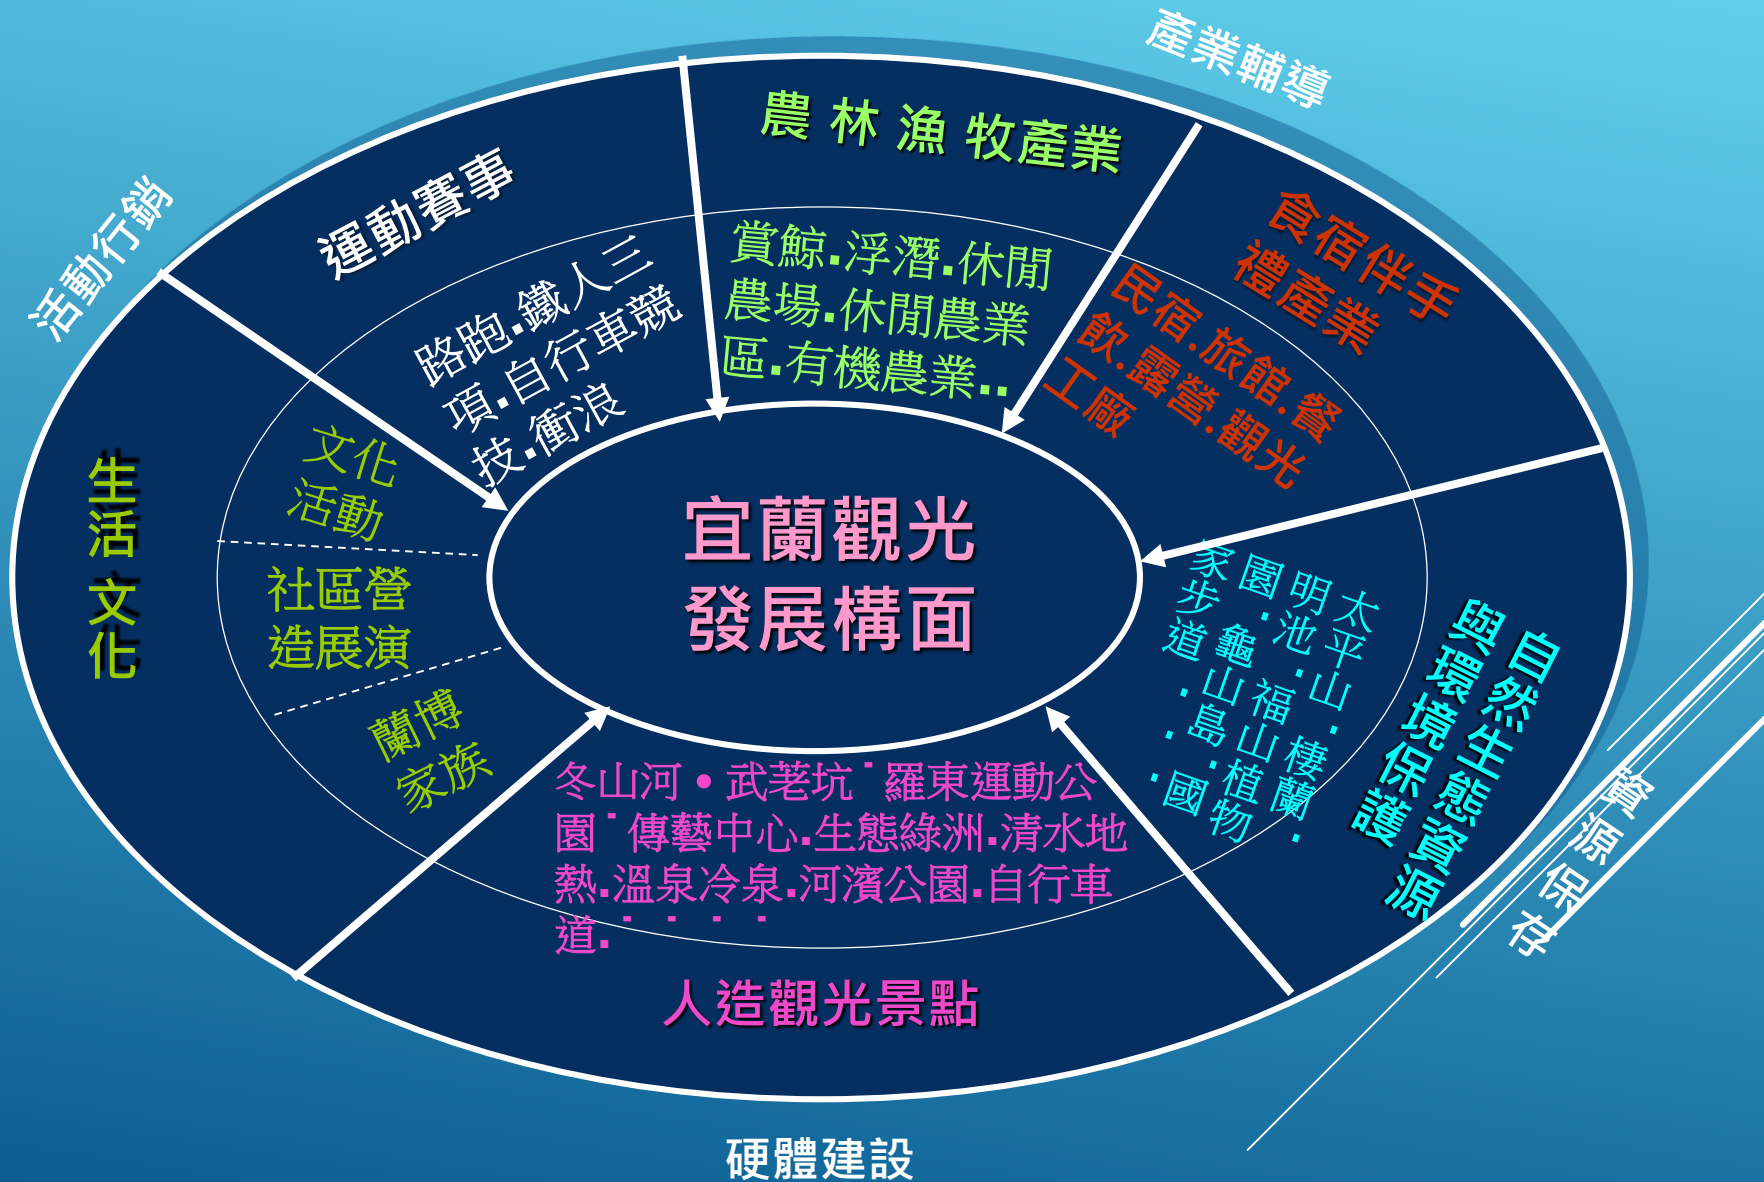 產業輔導
農 林 漁 牧產業
賞鯨.浮潛.休閒
農場.休閒農業
區.有機農業..
食宿伴手
禮產業
民宿.旅館.餐
飲.露營.觀光
工廠
活動行銷
運動賽事
路跑.鐵人三
項.自行車競
技.衝浪
生活 文化
文化
活動
社區營
造展演
蘭博
家族
宜蘭觀光
發展構面
自然生態資源
與環境保護
太平山.棲蘭.
明池.福山植物
園.龜山島.國
家步道...
資源保存
冬山河•武荖坑˙羅東運動公
園˙傳藝中心.生態綠洲.清水地
熱.溫泉冷泉.河濱公園.自行車
道.˙˙˙˙
人造觀光景點
硬體建設